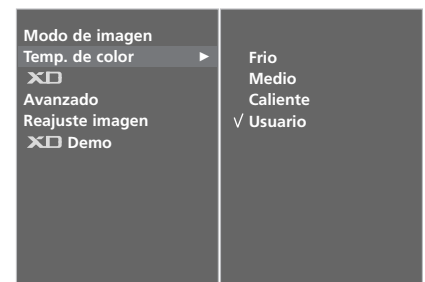 Modo de imagen
Temp. de color ►
XD
Avanzado
Reajuste imagen
XD Demo
Frio
Medio
Caliente
√ Usuario